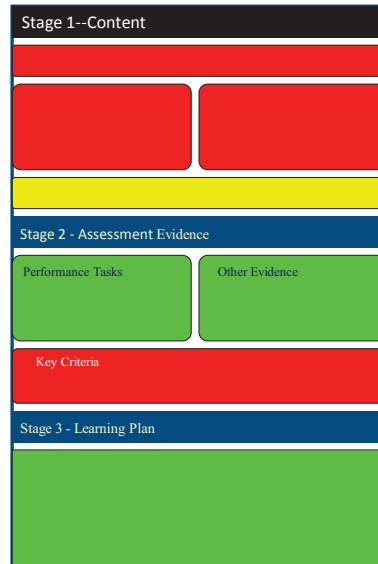 Stage 1--Content
Stage 2 - Assessment Evidence
Performance Tasks
Other Evidence
Key Criteria
Stage 3 - Learning Plan